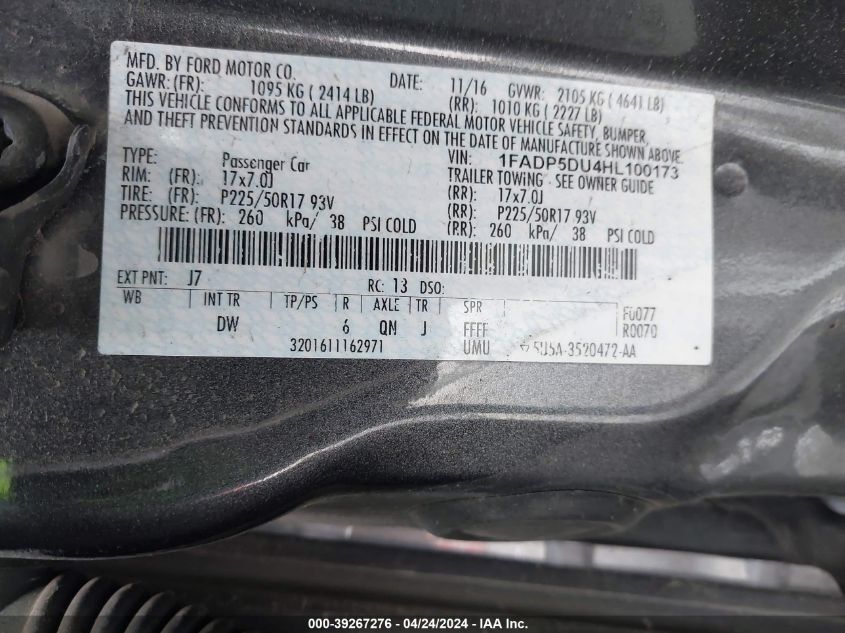 MFD. BY FORD MOTOR CO. DATE: 11/16 GVWR: 2105 KG ( 4641 LB)
GAWR: (FR): 1095 KG ( 2414 LB) (RR): 1010 KG ( 2227 LB)
THIS VEHICLE CONFORMS TO ALL APPLICABLE FEDERAL MOTOR VEHICLE SAFETY, BUMPER,
AND THEFT PREVENTION STANDARDS IN EFFECT ON THE DATE OF MANUFACTURE SHOWN ABOVE.
VIN: 1FADP5DU4HL100173
TYPE: Passenger Car TRAILER TOWING - SEE OWNER GUIDE
RIM: (FR): 17x7.0J (RR): 17x7.0J
TIRE: (FR): P225/50R17 93V (RR): P225/50R17 93V
PRESSURE: (FR): 260 kPa/ 38 PSI COLD (RR): 260 kPa/ 38 PSI COLD
EXT PNT: J7 RC: 13 DSO:
WB INT TR TP/PS R AXLE TR SPR F0077
DW 6 QN J FFFF R0070
3201611162971 UMU 5U5A-3520472-AA
000-39267276 - 04/24/2024 - IAA Inc.